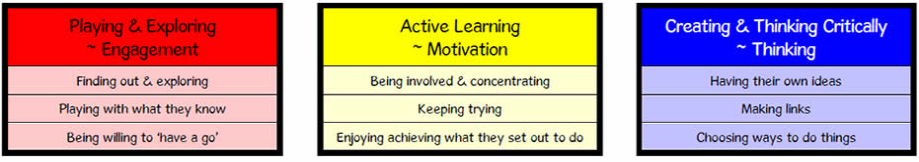 Playing & Exploring
~ Engagement
Finding out & exploring
Playing with what they know
Being willing to ‘have a go’
Active Learning
~ Motivation
Being involved & concentrating
Keeping trying
Enjoying achieving what they set out to do
Creating & Thinking Critically
~ Thinking
Having their own ideas
Making links
Choosing ways to do things